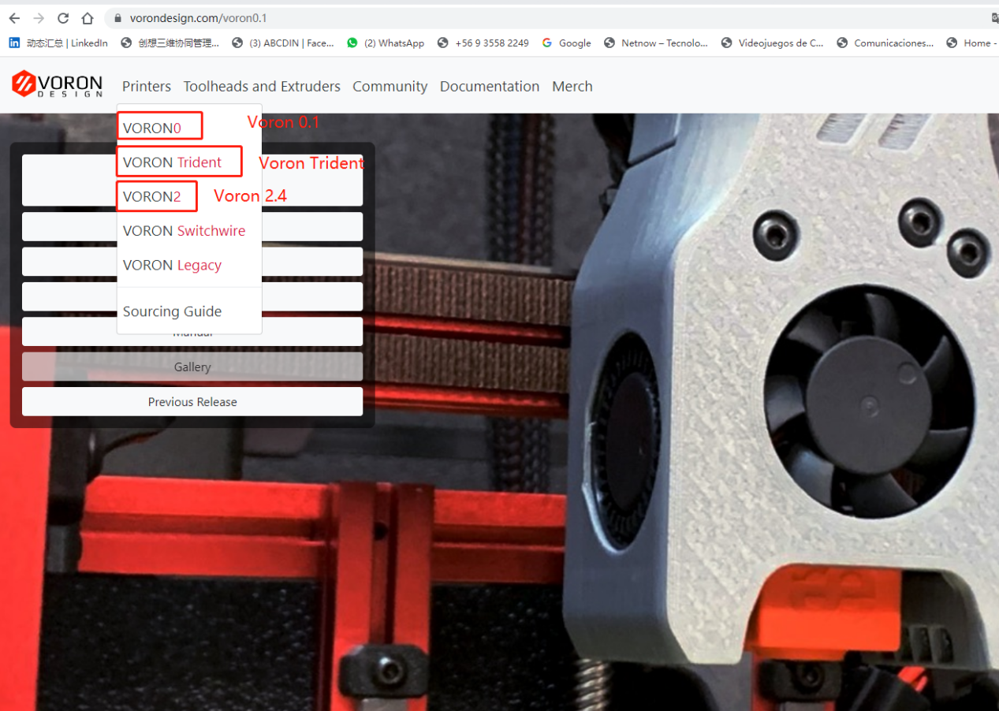 vorondesign.com/voron0.1
动态汇总 | LinkedIn
创想三维协同管理...
(3) ABCDIN | Face...
(2) WhatsApp
+56 9 3558 2249
Google
Netnow – Tecnolo...
Videojuegos de C...
Comunicaciones...
Home -
VORON
DESIGN
Printers
Toolheads and Extruders
Community
Documentation
Merch
VORON0
Voron 0.1
VORON Trident
Voron Trident
VORON2
Voron 2.4
VORON Switchwire
VORON Legacy
Sourcing Guide
Manual
Gallery
Previous Release